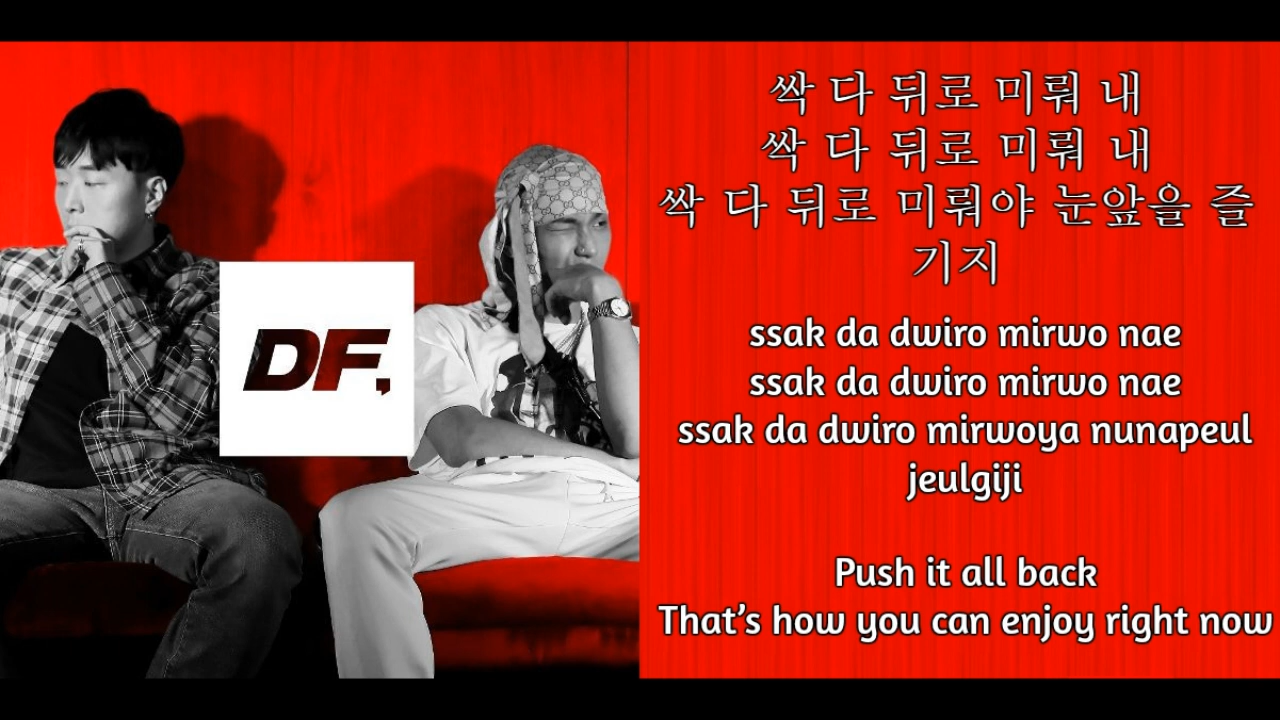 DF,
싹 다 뒤로 미뤄 내
싹 다 뒤로 미뤄 내
싹 다 뒤로 미뤄야 눈앞을 즐
기지
ssak da dwiro mirwo nae
ssak da dwiro mirwo nae
ssak da dwiro mirwoya nunapeul
jeulgiji
Push it all back
That's how you can enjoy right now